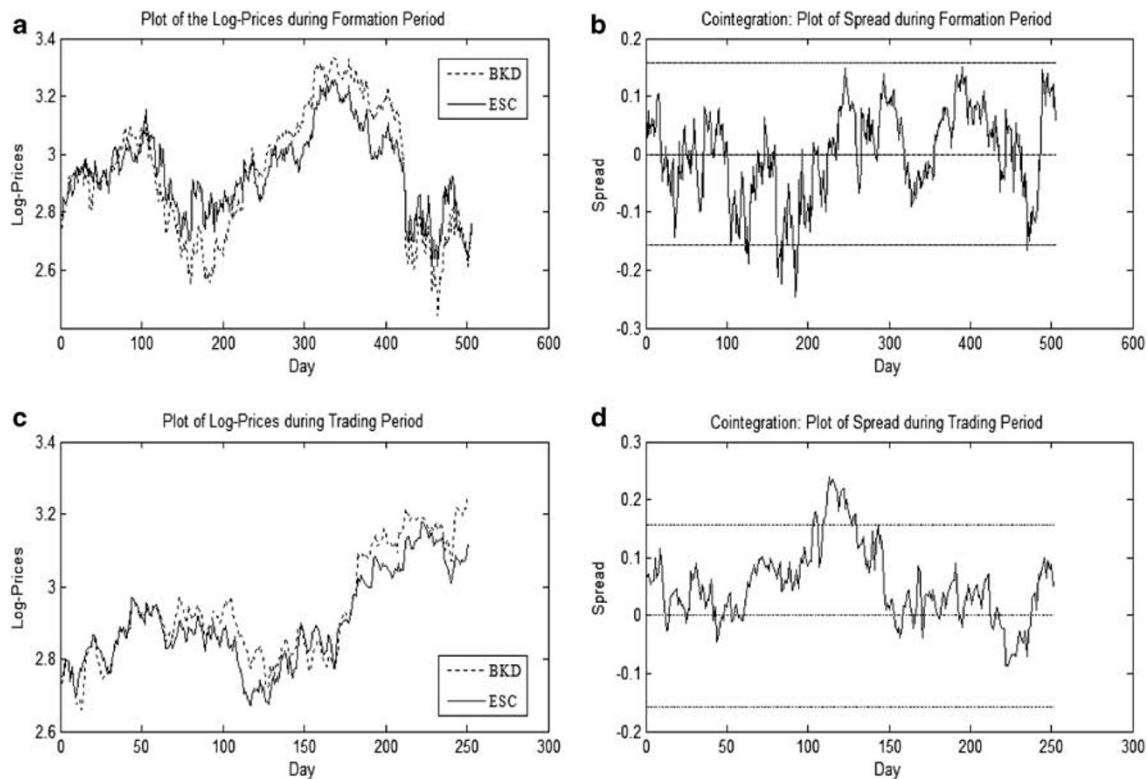 a
Plot of the Log-Prices during Formation Period
3.4
3.2
3
2.8
2.6
Log-Prices
BKD
ESC
0
100
200
300
400
500
600
Day
b
Cointegration: Plot of Spread during Formation Period
0.2
0.1
0
-0.1
-0.2
-0.3
Spread
0
100
200
300
400
500
600
Day
c
Plot of Log-Prices during Trading Period
3.4
3.2
3
2.8
2.6
Log-Prices
BKD
ESC
0
50
100
150
200
250
300
Day
d
Cointegration: Plot of Spread during Trading Period
0.3
0.2
0.1
0
-0.1
-0.2
Spread
0
50
100
150
200
250
300
Day